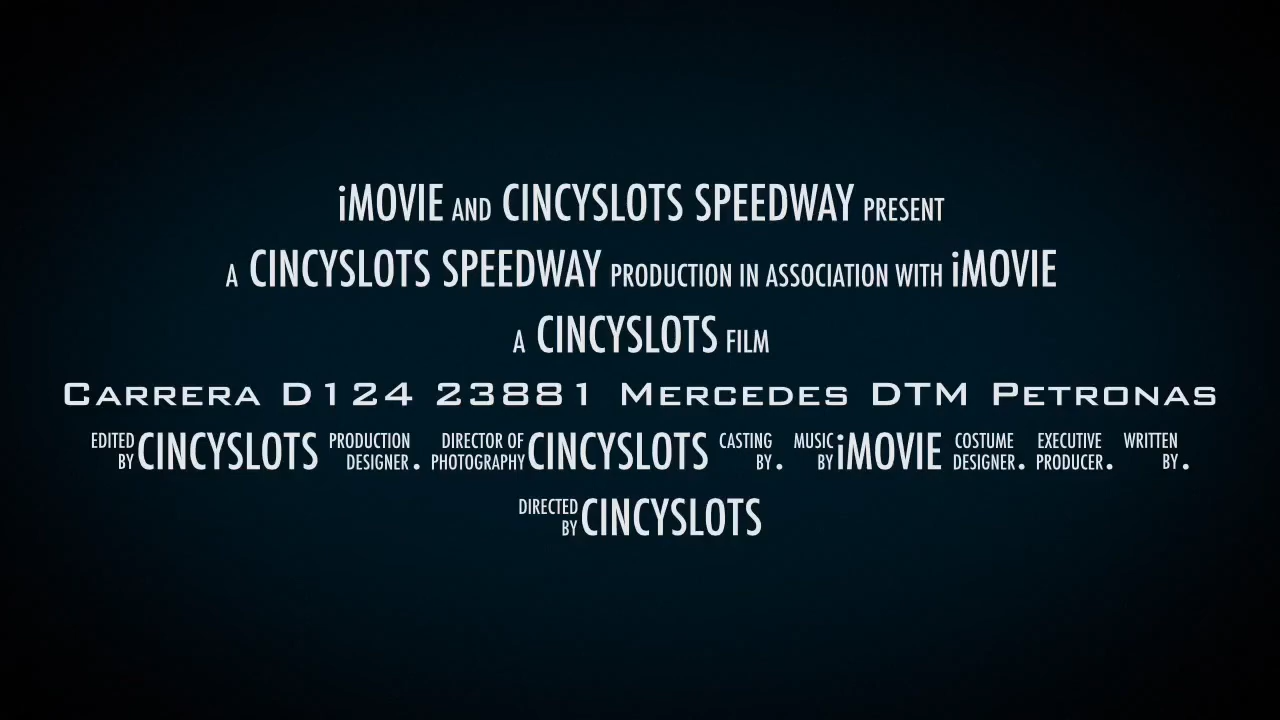 iMOVIE AND CINCYSLOTS SPEEDWAY PRESENT
A CINCYSLOTS SPEEDWAY PRODUCTION IN ASSOCIATION WITH iMOVIE
A CINCYSLOTS FILM
CARRERA D124 23881 MERCEDES DTM PETRONAS
EDITED BY CINCYSLOTS PRODUCTION DESIGNER . DIRECTOR OF PHOTOGRAPHY CINCYSLOTS CASTING BY . MUSIC BY iMOVIE COSTUME DESIGNER . EXECUTIVE PRODUCER . WRITTEN BY .
DIRECTED BY CINCYSLOTS